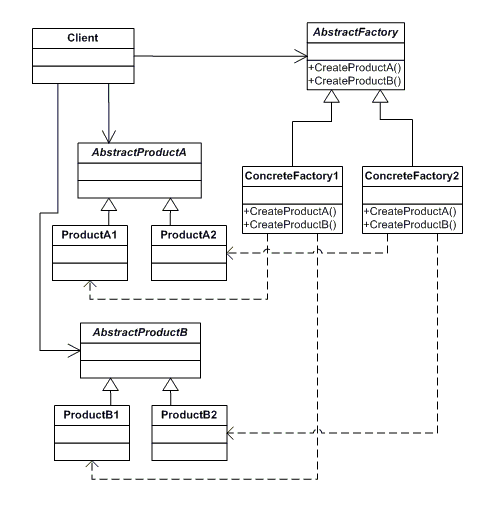 Client
AbstractFactory
+CreateProductA()
+CreateProductB()
AbstractProductA
ConcreteFactory1
+CreateProductA()
+CreateProductB()
ConcreteFactory2
+CreateProductA()
+CreateProductB()
ProductA1
ProductA2
AbstractProductB
ProductB1
ProductB2